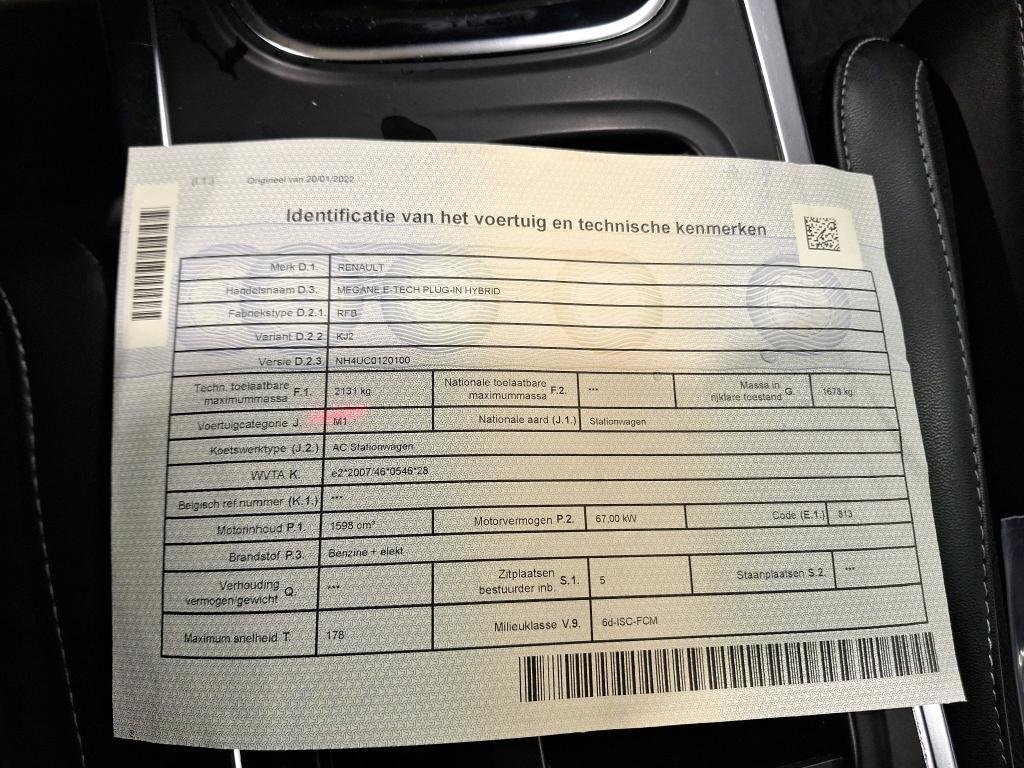 (I.1.) Origineel van 20/01/2022
Identificatie van het voertuig en technische kenmerken
Merk D.1. RENAULT
Handelsnaam D.3. MEGANE E-TECH PLUG-IN HYBRID
Fabriekstype D.2.1. RFB
Variant D.2.2. KJ2
Versie D.2.3. NH4UC0120100
Techn. toelaatbare maximummassa F.1. 2131 kg Nationale toelaatbare maximummassa F.2. *** Massa in rijklare toestand G. 1678 kg
Voertuigcategorie J. M1 Nationale aard (J.1.) Stationwagen
Koetswerktype (J.2.) AC Stationwagen
WVTA K. e2*2007/46*0546*28
Belgisch ref.nummer (K.1.) ***
Motorinhoud P.1. 1598 cm³ Motorvermogen P.2. 67,00 kW Code (E.1.) 813
Brandstof P.3. Benzine + elekt
Verhouding vermogen/gewicht Q. *** Zitplaatsen bestuurder inb. S.1. 5 Staanplaatsen S.2. ***
Maximum snelheid T. 178 Milieuklasse V.9. 6d-ISC-FCM